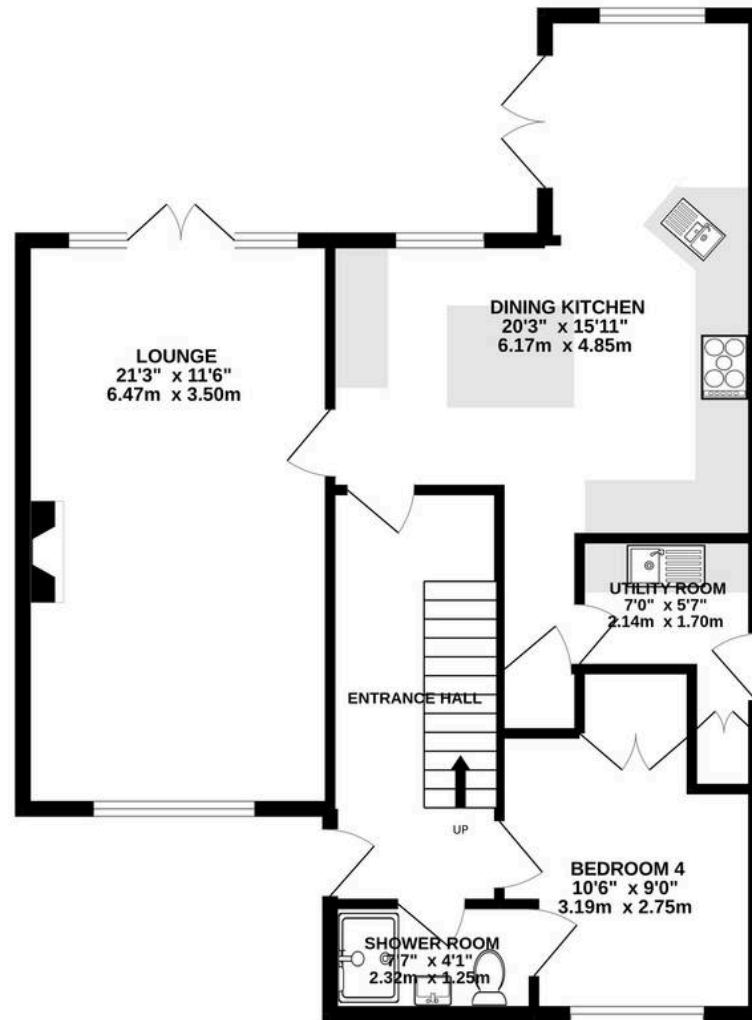 DINING KITCHEN
20'3" x 15'11"
6.17m x 4.85m
LOUNGE
21'3" x 11'6"
6.47m x 3.50m
UTILITY ROOM
7'0" x 5'7"
2.14m x 1.70m
ENTRANCE HALL
UP
BEDROOM 4
10'6" x 9'0"
3.19m x 2.75m
SHOWER ROOM
7'7" x 4'1"
2.32m x 1.25m